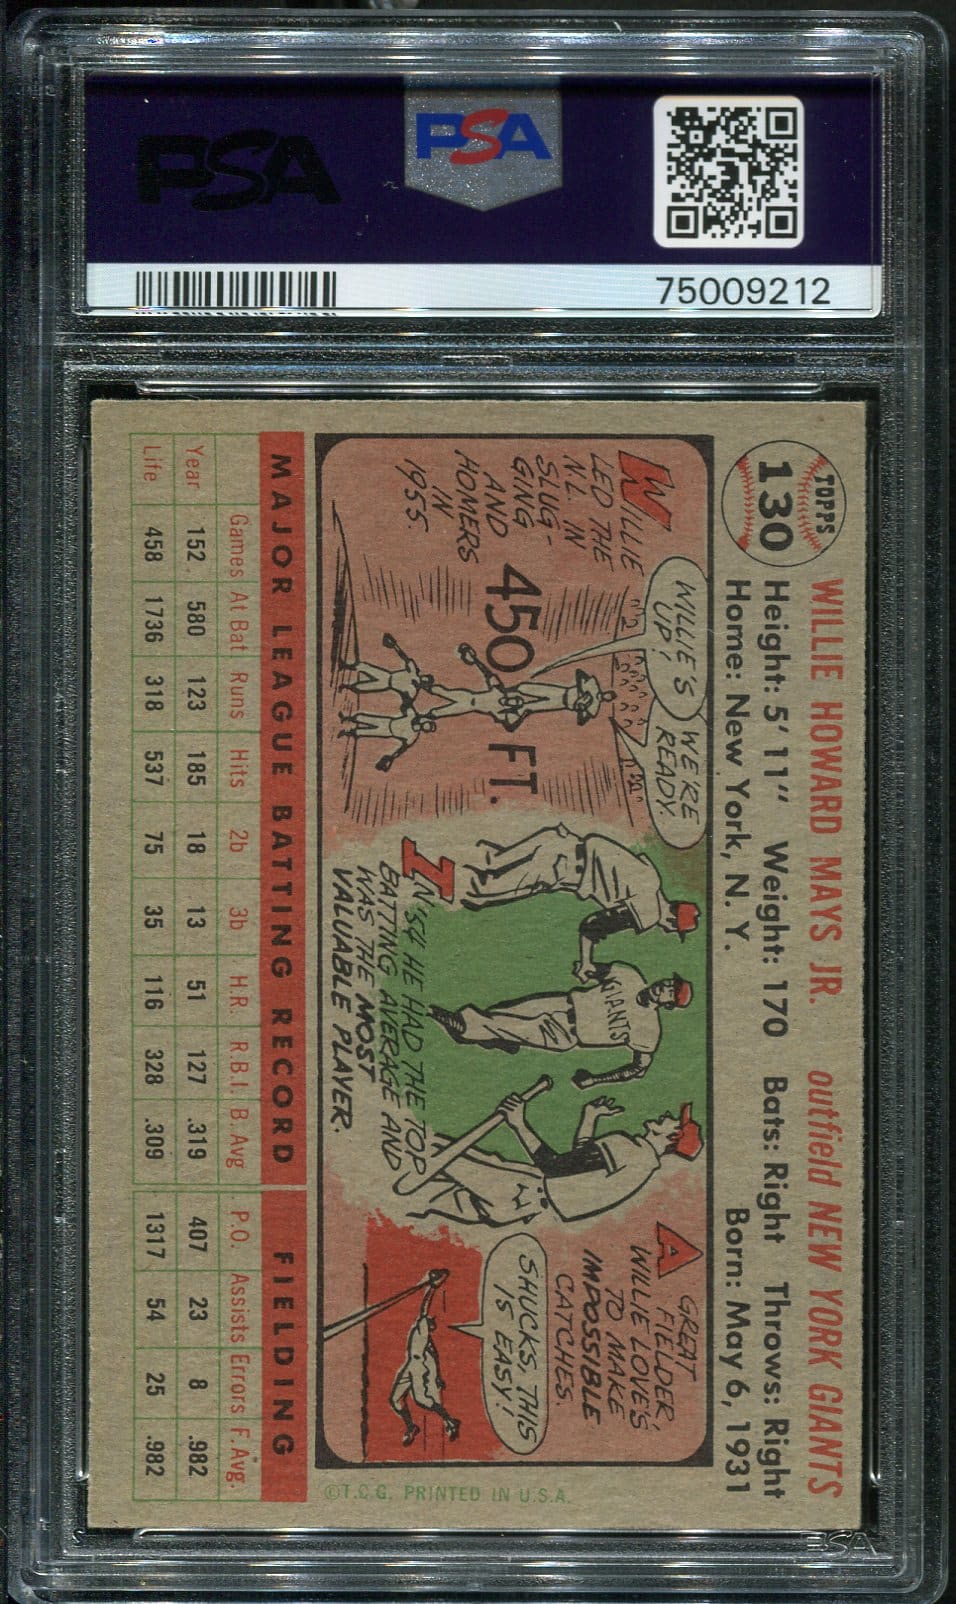 PSA
PSA
75009212
TOPPS
130
WILLIE HOWARD MAYS JR. outfield NEW YORK GIANTS
Height: 5' 11" Weight: 170 Bats: Right Throws: Right
Home: New York, N. Y. Born: May 6, 1931
WILLIE
LED THE
N.L. IN
SLUG-
GING
AND
HOMERS
IN
1955
WILLIE'S
UP!
WE'RE
READY.
450 FT.
IN '54 HE HAD THE TOP
BATTING AVERAGE AND
WAS THE MOST
VALUABLE PLAYER.
GIANTS
A GREAT
FIELDER,
WILLIE LOVE'S
TO MAKE
IMPOSSIBLE
CATCHES.
SHUCKS, THIS
IS EASY!
MAJOR LEAGUE BATTING RECORD FIELDING
Games At Bat Runs Hits 2b 3b H.R. R.B.I. B. Avg P.O. Assists Errors F. Avg.
Year 152 580 123 185 18 13 51 127 .319 407 23 8 .982
Life 458 1736 318 537 75 35 116 328 .309 1317 54 25 .982
©T.C.G. PRINTED IN U.S.A.
PSA